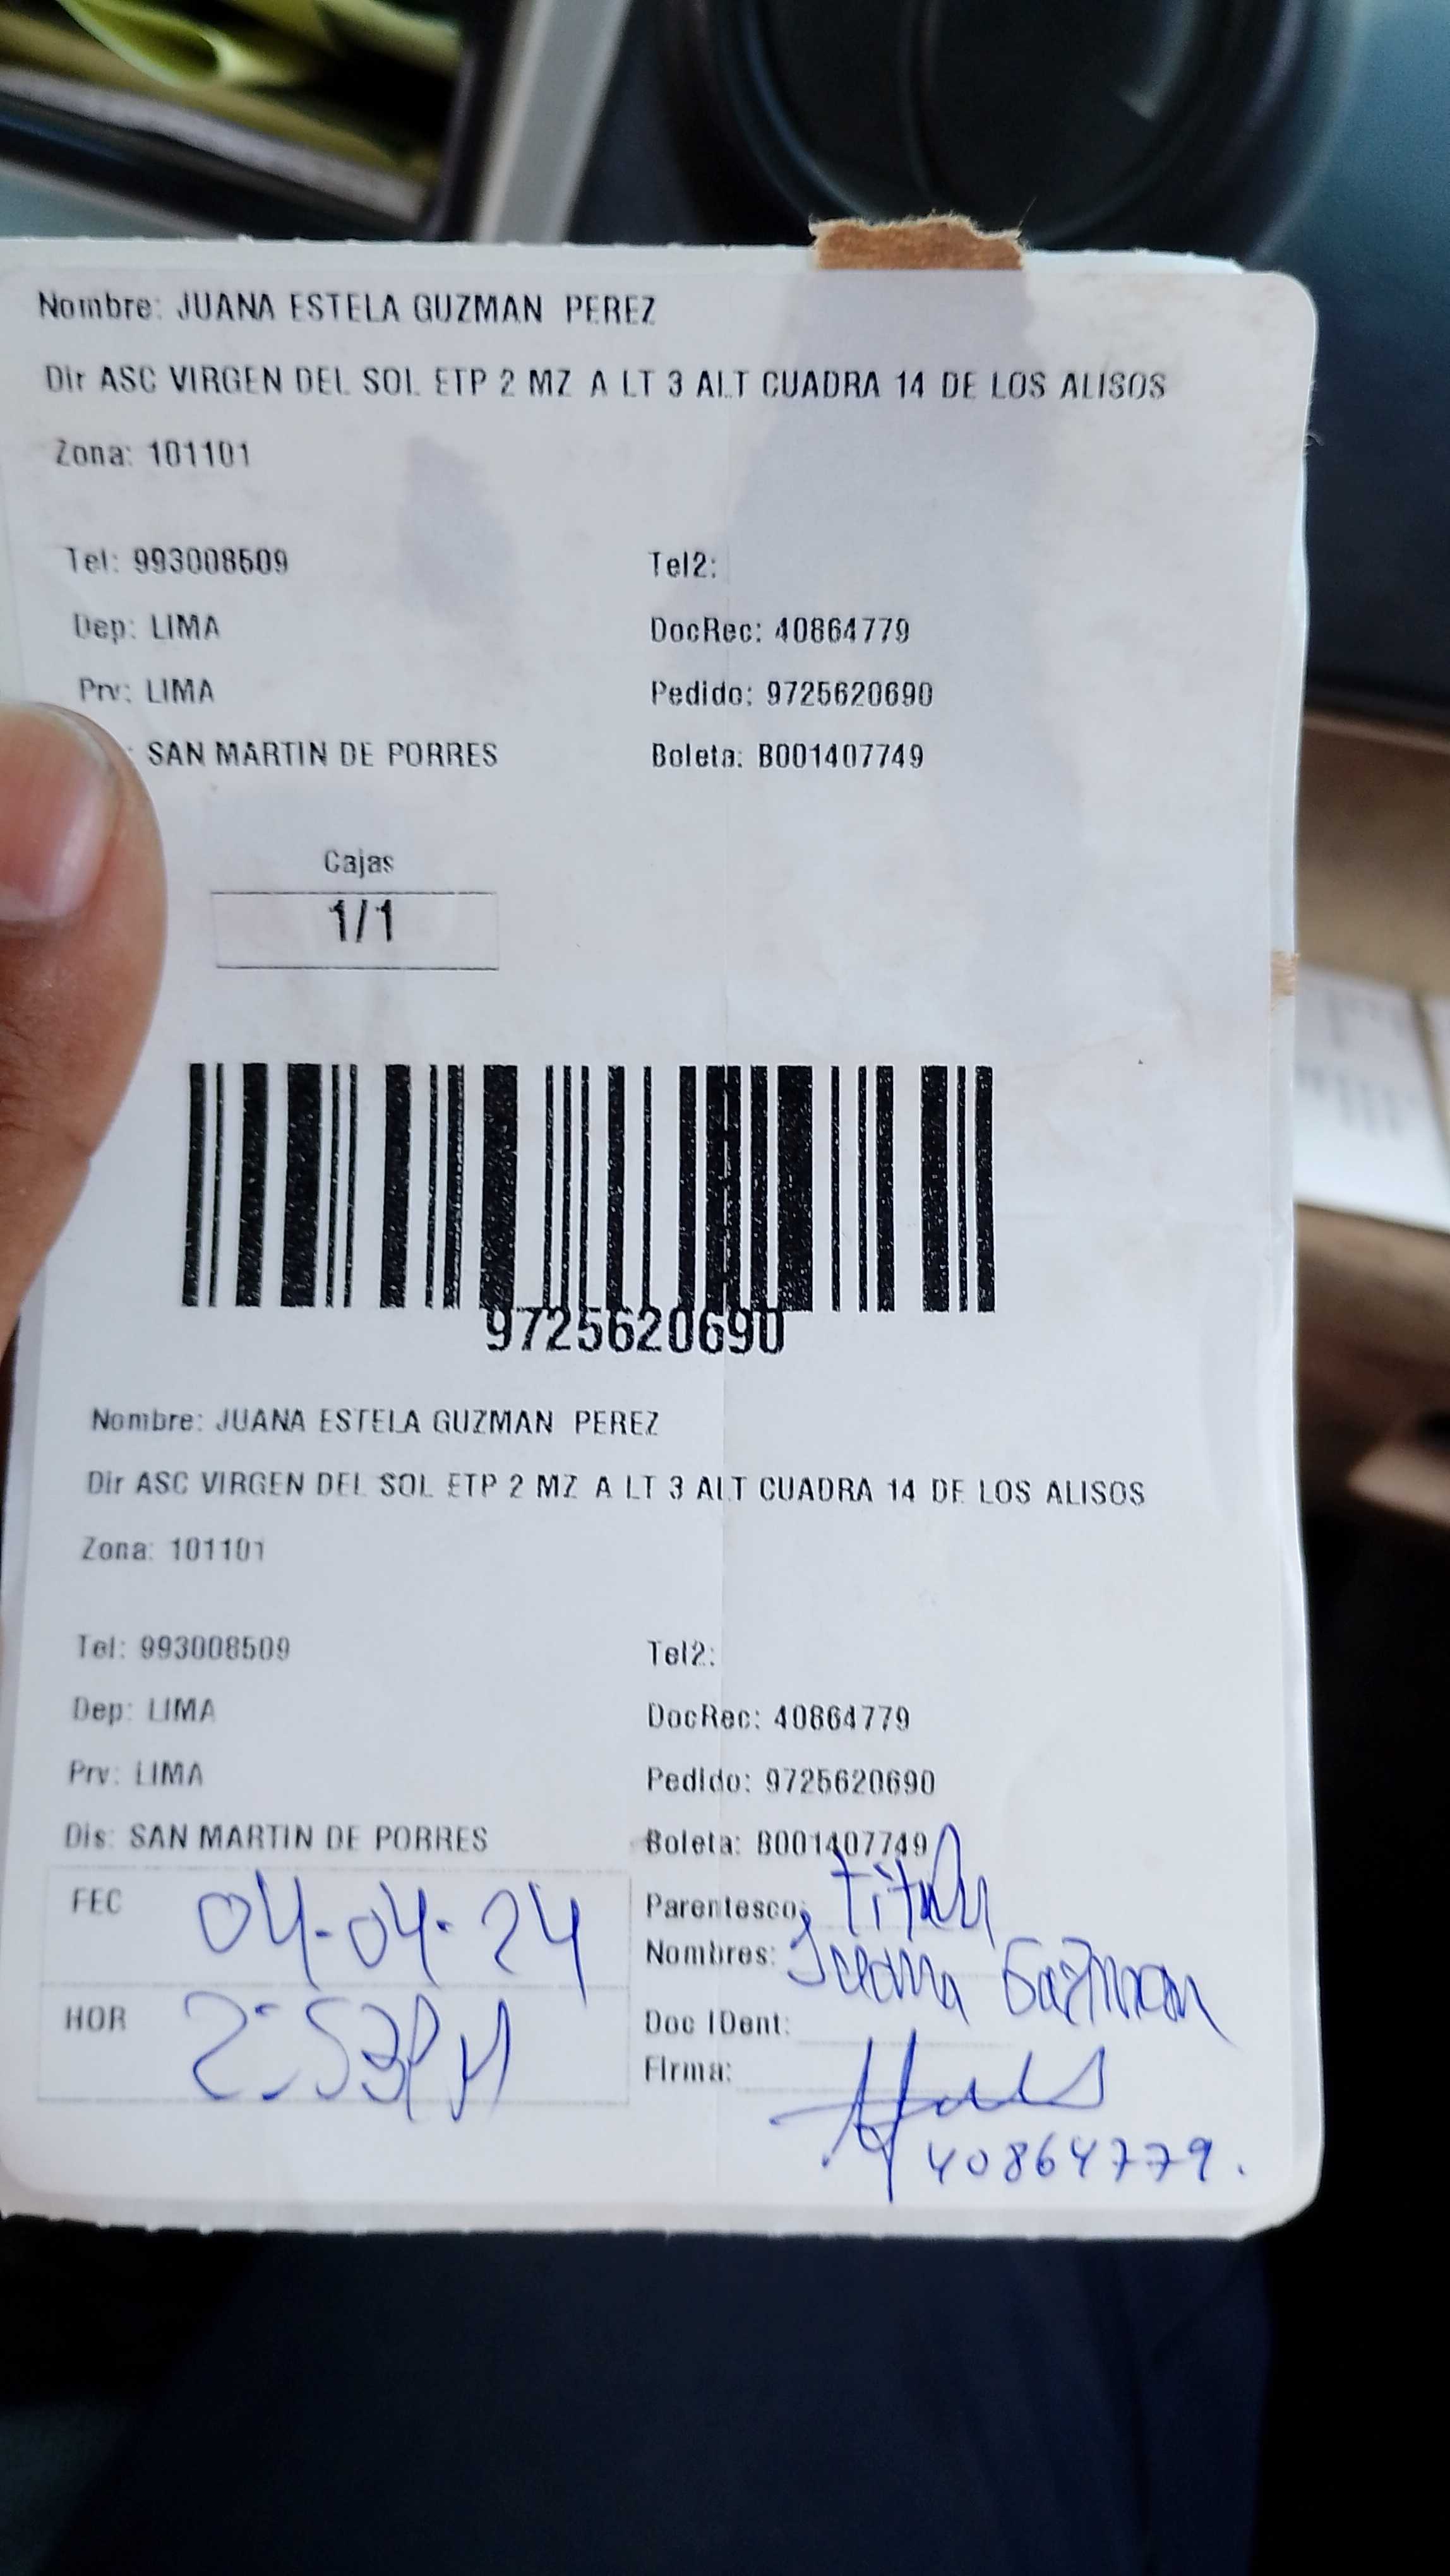 Nombre: JUANA ESTELA GUZMAN PEREZ
Dir ASC VIRGEN DEL SOL ETP 2 MZ A LT 3 ALT CUADRA 14 DE LOS ALISOS
Zona: 101101
Tel: 993008509 Tel2:
Dep: LIMA DocRec: 40864779
Prv: LIMA Pedido: 9725620690
: SAN MARTIN DE PORRES Boleta: B001407749
Cajas
1/1
9725620690
Nombre: JUANA ESTELA GUZMAN PEREZ
Dir ASC VIRGEN DEL SOL ETP 2 MZ A LT 3 ALT CUADRA 14 DE LOS ALISOS
Zona: 101101
Tel: 993008509 Tel2:
Dep: LIMA DocRec: 40864779
Prv: LIMA Pedido: 9725620690
Dis: SAN MARTIN DE PORRES Boleta: B001407749
FEC 04-04-24 Parentesco: titular
Nombres: Juana Guzman
HOR 2:53PM Doc IDent:
Firma:
40864779.